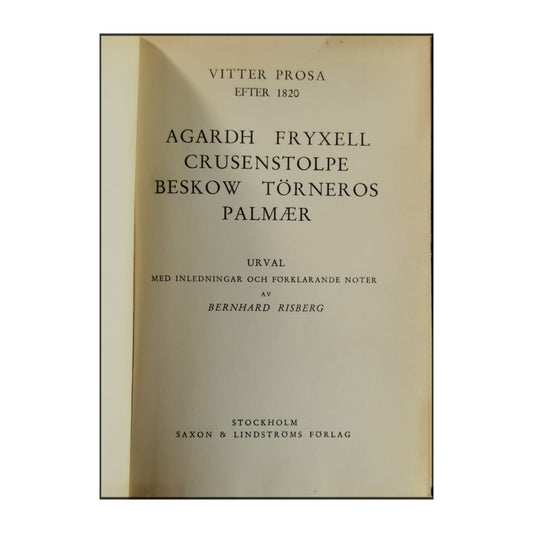 VITTER PROSA
EFTER 1820
AGARDH FRYXELL
CRUSENSTOLPE
BESKOW TÖRNEROS
PALMÆR
URVAL
MED INLEDNINGAR OCH FÖRKLARANDE NOTER
AV
BERNHARD RISBERG
STOCKHOLM
SAXON & LINDSTRÖMS FÖRLAG